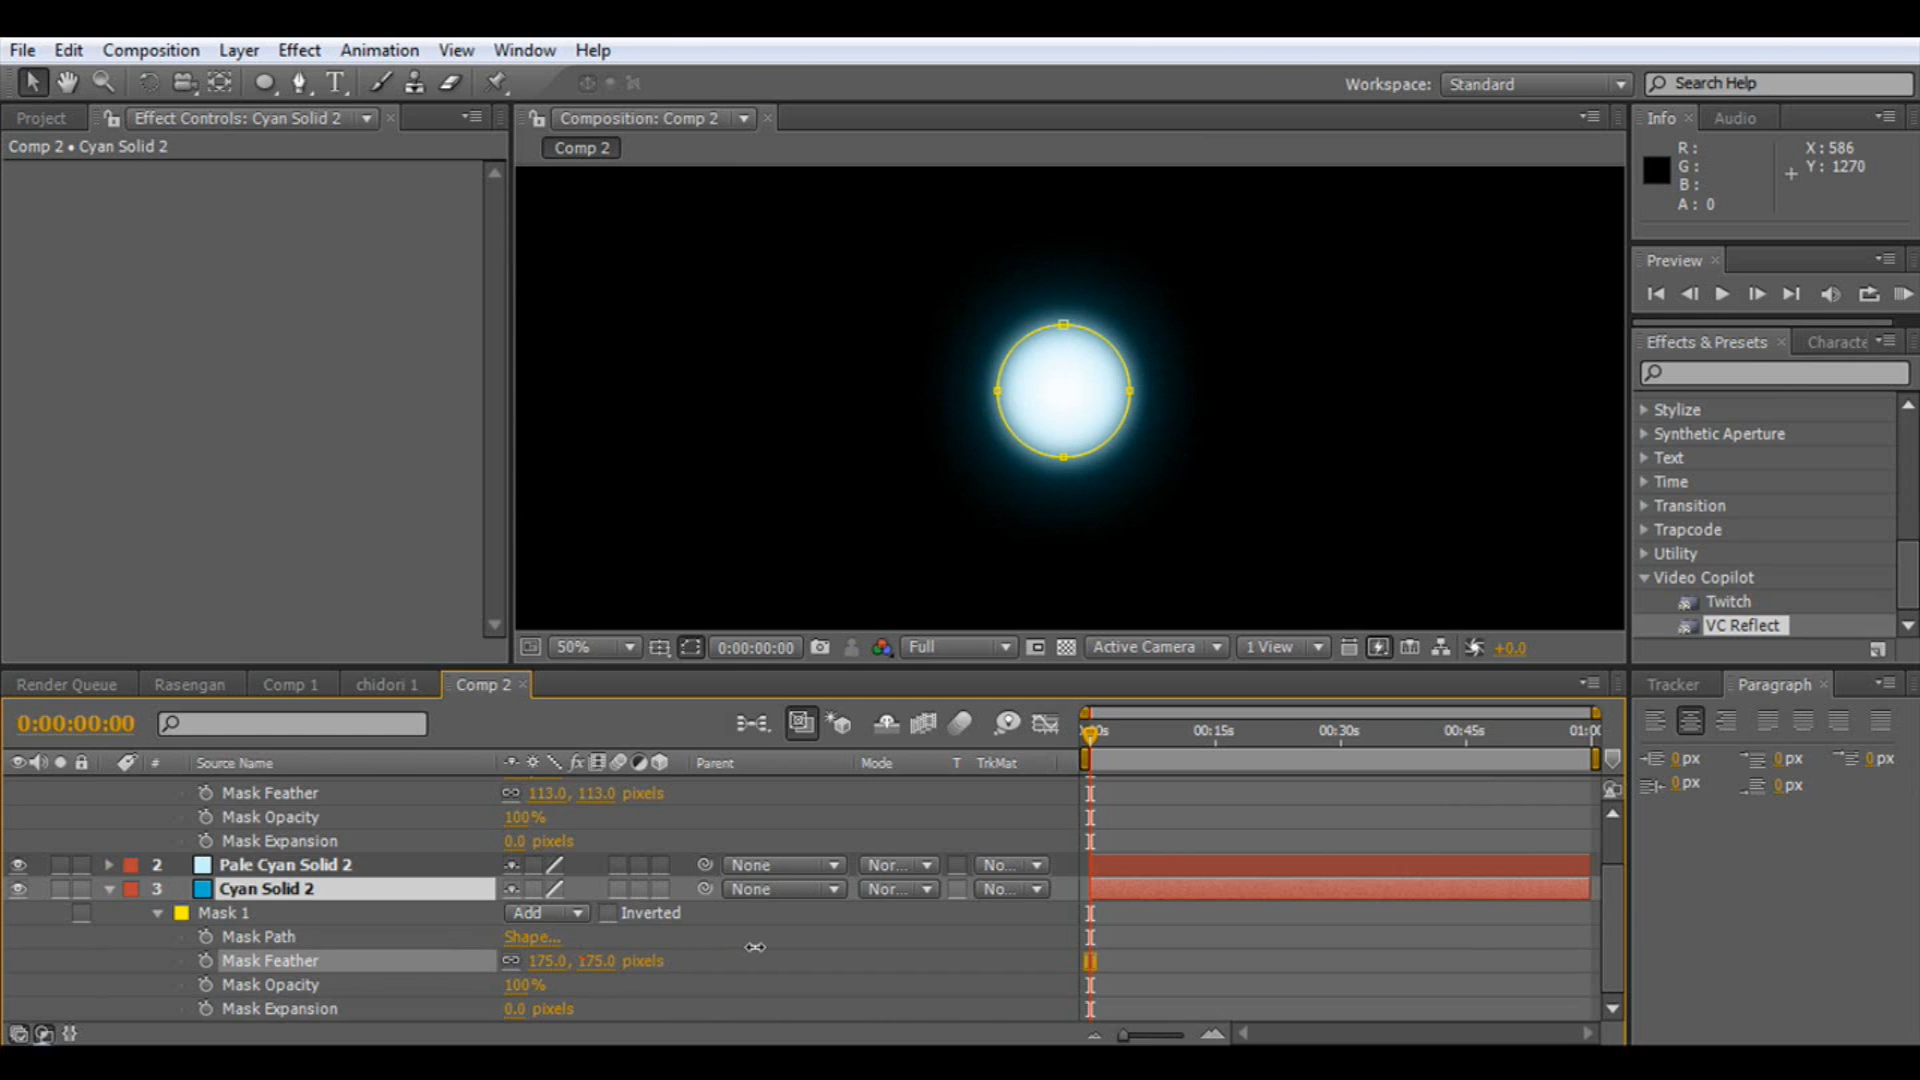 File Edit Composition Layer Effect Animation View Window Help
Workspace: Standard Search Help
Project Effect Controls: Cyan Solid 2
Comp 2 • Cyan Solid 2
Composition: Comp 2
Comp 2
Info Audio
R: X: 586
G: Y: 1270
B:
A: 0
Preview
Effects & Presets Characte
Stylize
Synthetic Aperture
Text
Time
Transition
Trapcode
Utility
Video Copilot
Twitch
VC Reflect
50% 0:00:00:00 Full Active Camera 1 View +0.0
Render Queue Rasengan Comp 1 chidori 1 Comp 2
Tracker Paragraph
0:00:00:00
00:15s 00:30s 00:45s 01:0
# Source Name fx Parent Mode T TrkMat
0 px 0 px 0 px
0 px 0 px
Mask Feather 113.0, 113.0 pixels
Mask Opacity 100%
Mask Expansion 0.0 pixels
2 Pale Cyan Solid 2 None Nor... No...
3 Cyan Solid 2 None Nor... No...
Mask 1 Add Inverted
Mask Path Shape...
Mask Feather 175.0, 175.0 pixels
Mask Opacity 100%
Mask Expansion 0.0 pixels